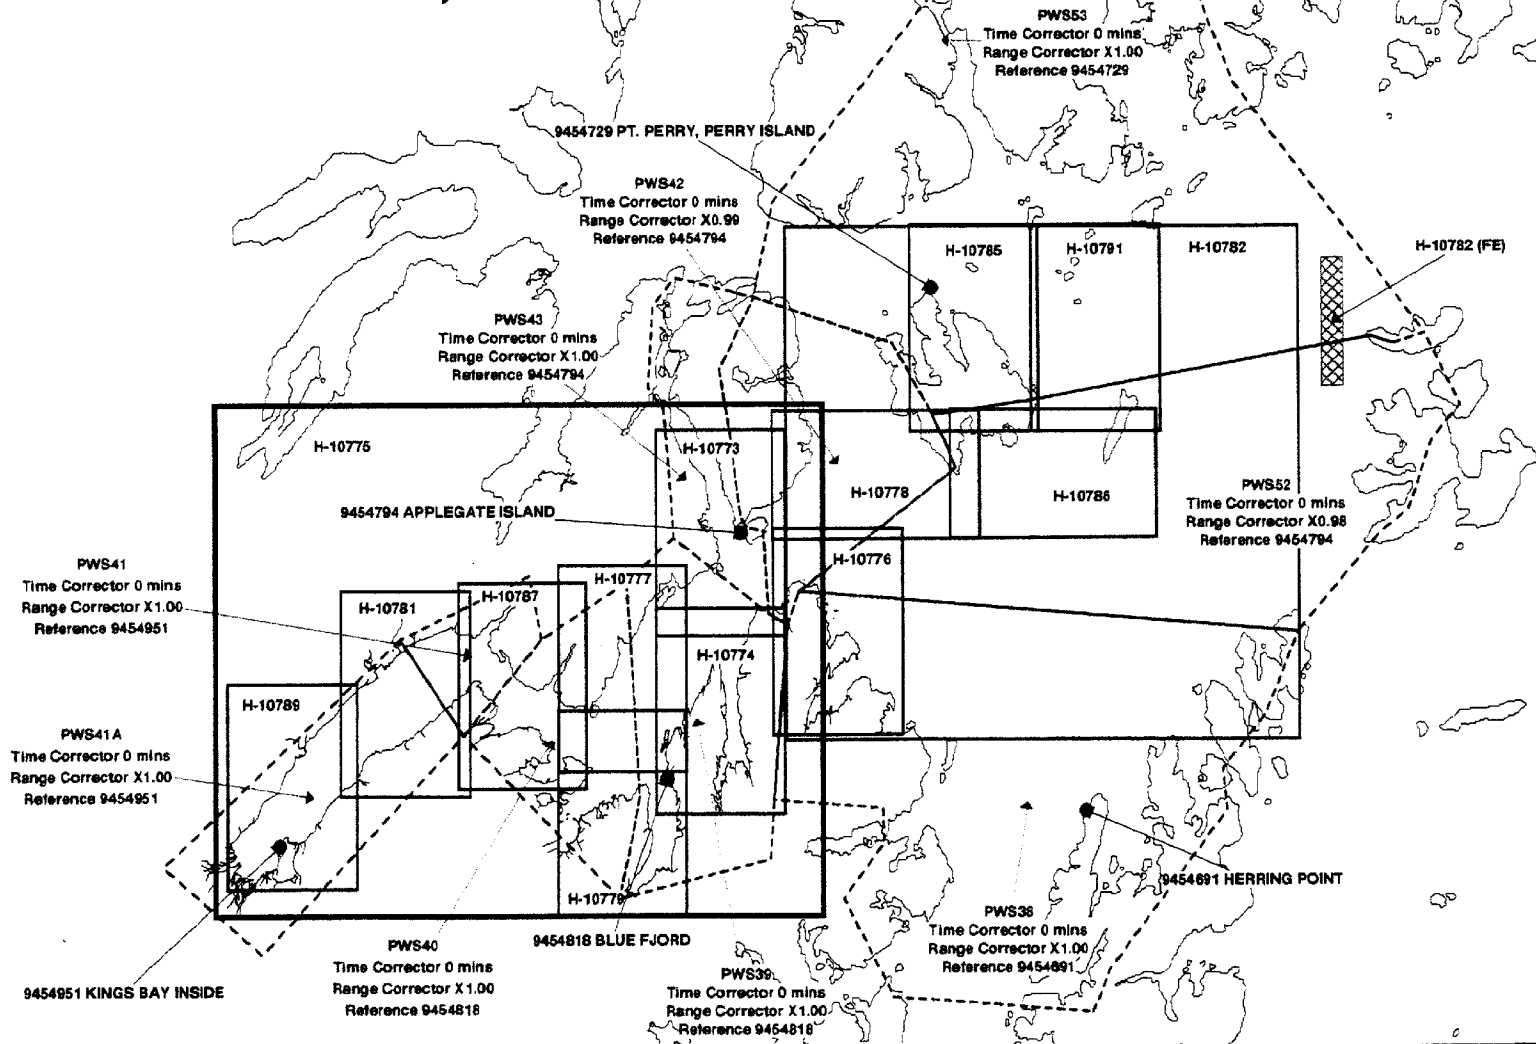 PWS53
Time Corrector 0 mins
Range Corrector X1.00
Reference 9454729
9454729 PT. PERRY, PERRY ISLAND
PWS42
Time Corrector 0 mins
Range Corrector X0.99
Reference 9454794
H-10785
H-10791
H-10782
H-10782 (FE)
PWS43
Time Corrector 0 mins
Range Corrector X1.00
Reference 9454794
H-10775
H-10773
H-10778
H-10786
PWS52
Time Corrector 0 mins
Range Corrector X0.98
Reference 9454794
9454794 APPLEGATE ISLAND
H-10776
PWS41
Time Corrector 0 mins
Range Corrector X1.00
Reference 9454951
H-10781
H-10787
H-10777
H-10774
H-10789
PWS41A
Time Corrector 0 mins
Range Corrector X1.00
Reference 9454951
H-10779
9454691 HERRING POINT
PWS38
Time Corrector 0 mins
Range Corrector X1.00
Reference 9454691
9454818 BLUE FJORD
PWS40
Time Corrector 0 mins
Range Corrector X1.00
Reference 9454818
PWS39
Time Corrector 0 mins
Range Corrector X1.00
Reference 9454818
9454951 KINGS BAY INSIDE